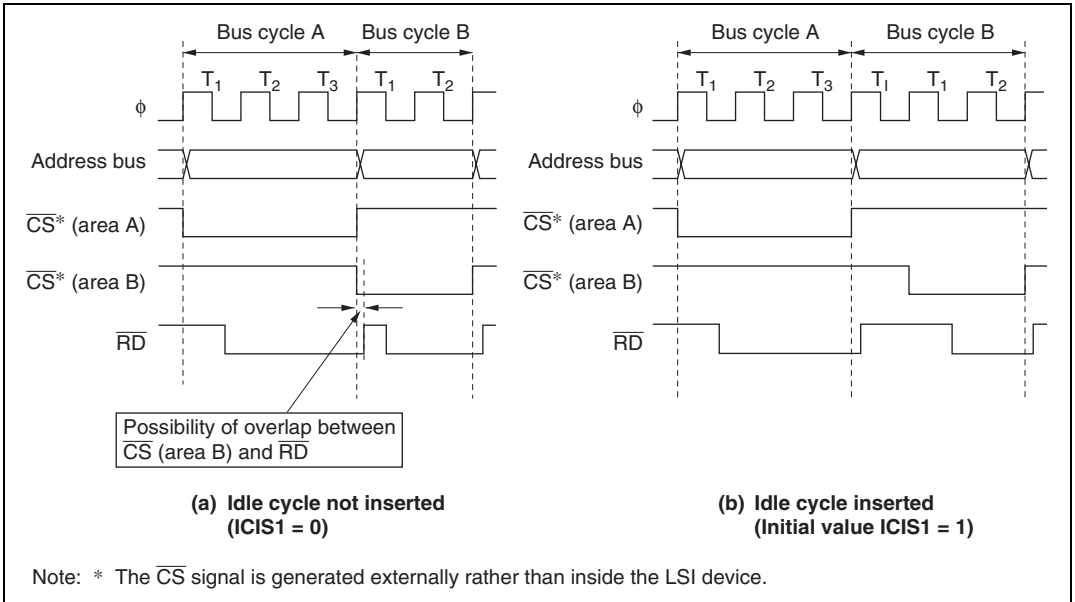 Bus cycle A Bus cycle B
T1 T2 T3 T1 T2
ϕ
Address bus
CS* (area A)
CS* (area B)
RD
Possibility of overlap between
CS (area B) and RD
(a) Idle cycle not inserted
(ICIS1 = 0)
Bus cycle A Bus cycle B
T1 T2 T3 TI T1 T2
ϕ
Address bus
CS* (area A)
CS* (area B)
RD
(b) Idle cycle inserted
(Initial value ICIS1 = 1)
Note: * The CS signal is generated externally rather than inside the LSI device.